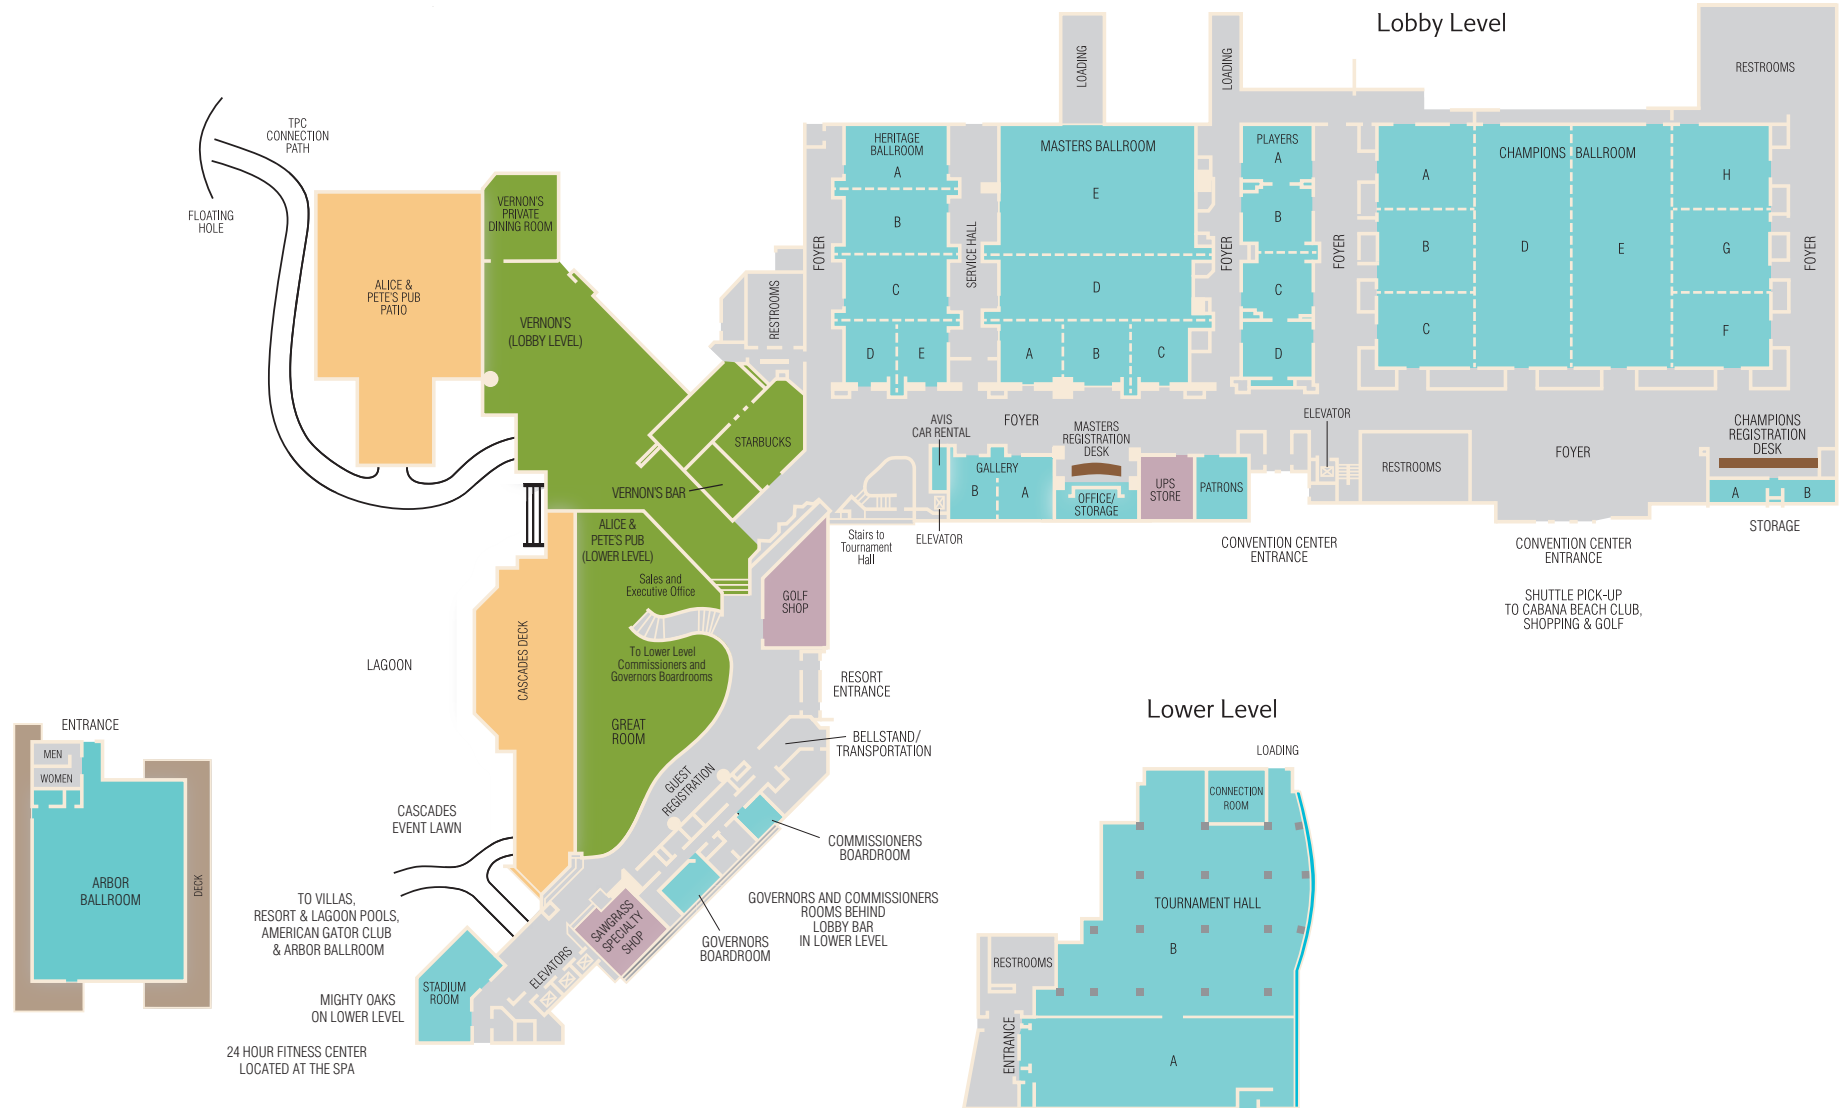 Lobby Level
LOADING
LOADING
RESTROOMS
TPC
CONNECTION
PATH
FLOATING
HOLE
VERNON'S
PRIVATE
DINING ROOM
ALICE &
PETE'S PUB
PATIO
VERNON'S
(LOBBY LEVEL)
RESTROOMS
FOYER
HERITAGE
BALLROOM
A
B
C
D
E
SERVICE HALL
MASTERS BALLROOM
E
D
A
B
C
FOYER
PLAYERS
A
B
C
D
FOYER
CHAMPIONS BALLROOM
A
B
C
D
E
H
G
F
FOYER
STARBUCKS
VERNON'S BAR
AVIS
CAR RENTAL
FOYER
MASTERS
REGISTRATION
DESK
GALLERY
B
A
OFFICE/
STORAGE
UPS
STORE
PATRONS
ELEVATOR
RESTROOMS
FOYER
CHAMPIONS
REGISTRATION
DESK
A
B
STORAGE
Stairs to
Tournament
Hall
ELEVATOR
CONVENTION CENTER
ENTRANCE
CONVENTION CENTER
ENTRANCE
SHUTTLE PICK-UP
TO CABANA BEACH CLUB,
SHOPPING & GOLF
ALICE &
PETE'S PUB
(LOWER LEVEL)
Sales and
Executive Office
GOLF
SHOP
To Lower Level
Commissioners and
Governors Boardrooms
CASCADES DECK
LAGOON
GREAT
ROOM
RESORT
ENTRANCE
BELLSTAND/
TRANSPORTATION
GUEST
REGISTRATION
COMMISSIONERS
BOARDROOM
GOVERNORS AND COMMISSIONERS
ROOMS BEHIND
LOBBY BAR
IN LOWER LEVEL
GOVERNORS
BOARDROOM
SAWGRASS
SPECIALTY
SHOP
ELEVATORS
STADIUM
ROOM
CASCADES
EVENT LAWN
TO VILLAS,
RESORT & LAGOON POOLS,
AMERICAN GATOR CLUB
& ARBOR BALLROOM
MIGHTY OAKS
ON LOWER LEVEL
24 HOUR FITNESS CENTER
LOCATED AT THE SPA
ENTRANCE
MEN
WOMEN
ARBOR
BALLROOM
DECK
Lower Level
LOADING
CONNECTION
ROOM
TOURNAMENT HALL
B
RESTROOMS
ENTRANCE
A